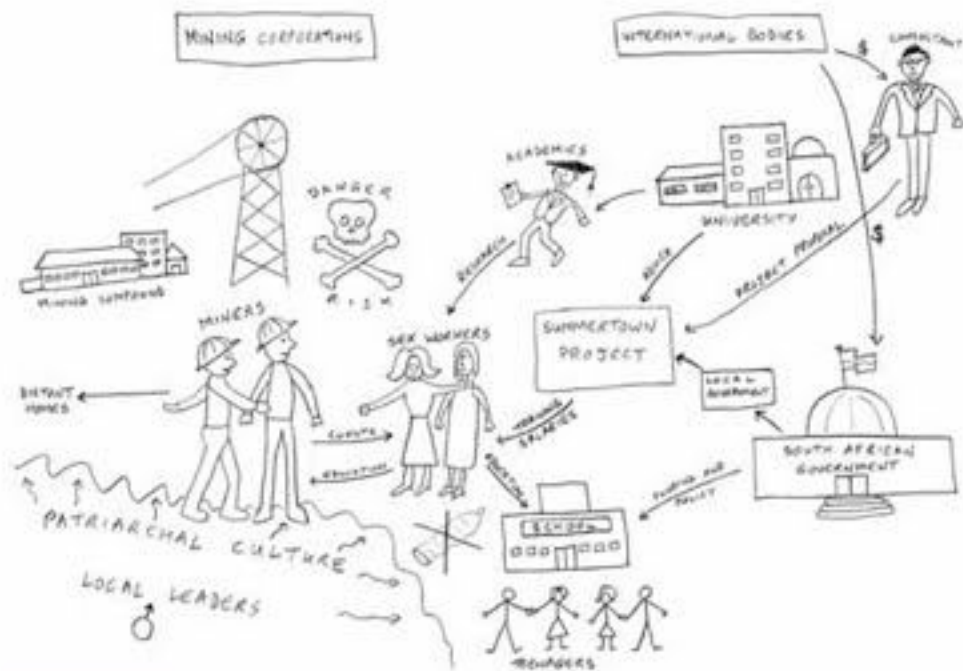 MINING CORPORATIONS
INTERNATIONAL BODIES
CONSULTANT
$
ACADEMICS
DANGER
RISK
UNIVERSITY
$
MINING COMPOUND
MINERS
RESEARCH
ADVICE
PROJECT PROPOSAL
SEX WORKERS
SUMMERTOWN
PROJECT
DISTANT
HOMES
LOCAL
GOVERNMENT
CLIENTS
TRAINING
SALARIES
EDUCATION
EDUCATION
SOUTH AFRICAN
GOVERNMENT
FUNDING AND
POLICY
SCHOOL
PATRIARCHAL CULTURE
LOCAL LEADERS
TEENAGERS